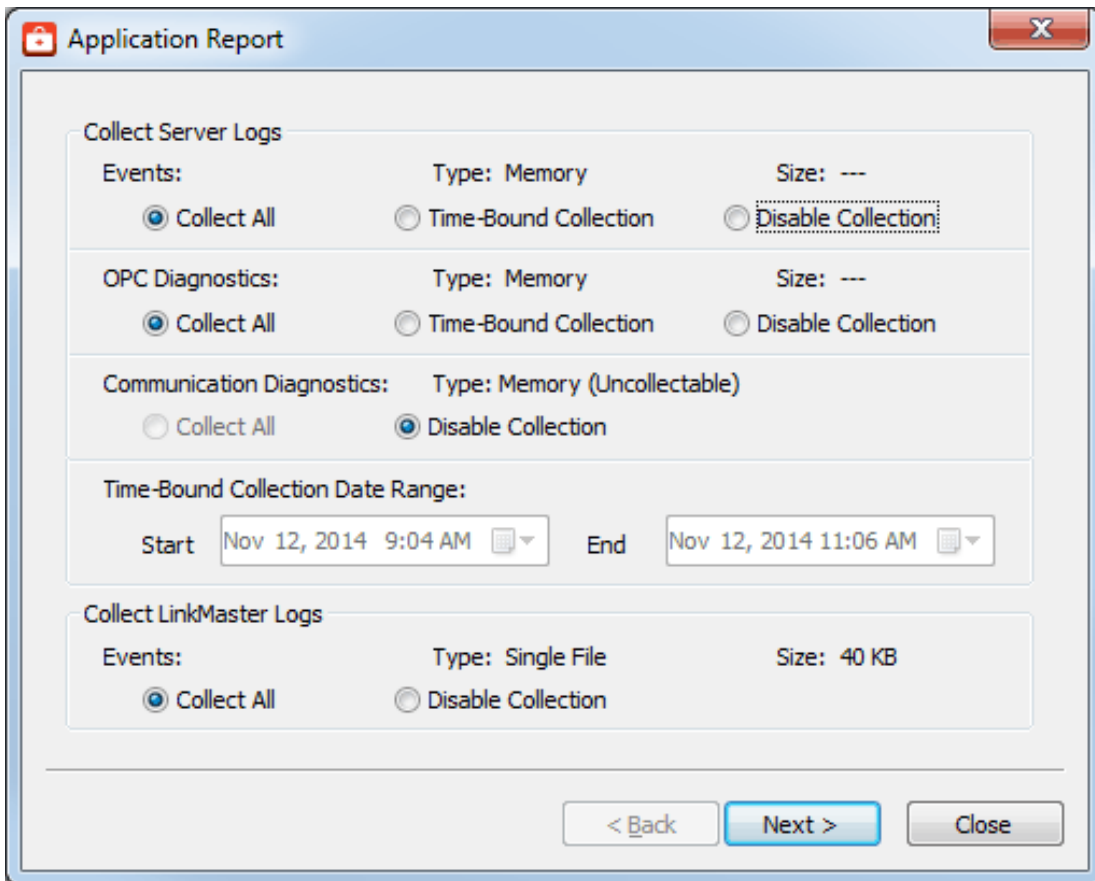 Application Report
Collect Server Logs
Events: Type: Memory Size: ---
Collect All Time-Bound Collection Disable Collection
OPC Diagnostics: Type: Memory Size: ---
Collect All Time-Bound Collection Disable Collection
Communication Diagnostics: Type: Memory (Uncollectable)
Collect All Disable Collection
Time-Bound Collection Date Range:
Start Nov 12, 2014 9:04 AM End Nov 12, 2014 11:06 AM
Collect LinkMaster Logs
Events: Type: Single File Size: 40 KB
Collect All Disable Collection
< Back Next > Close